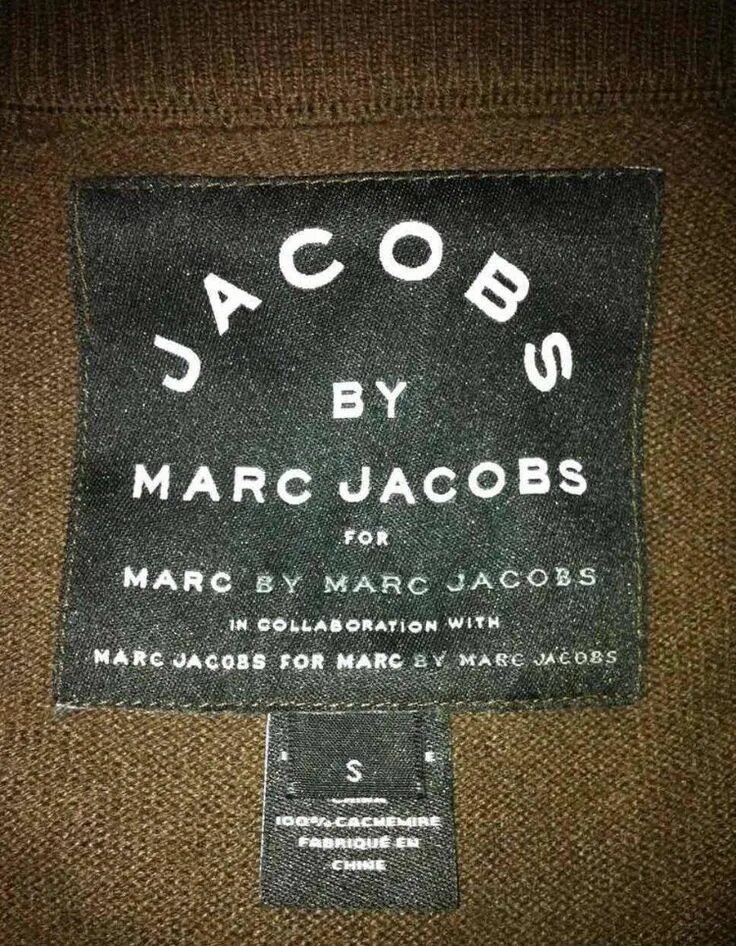 JACOBS
BY
MARC JACOBS
FOR
MARC BY MARC JACOBS
IN COLLABORATION WITH
MARC JACOBS FOR MARC BY MARC JACOBS
S
100% CACHEMIRE
FABRIQUÉ EN
CHINE